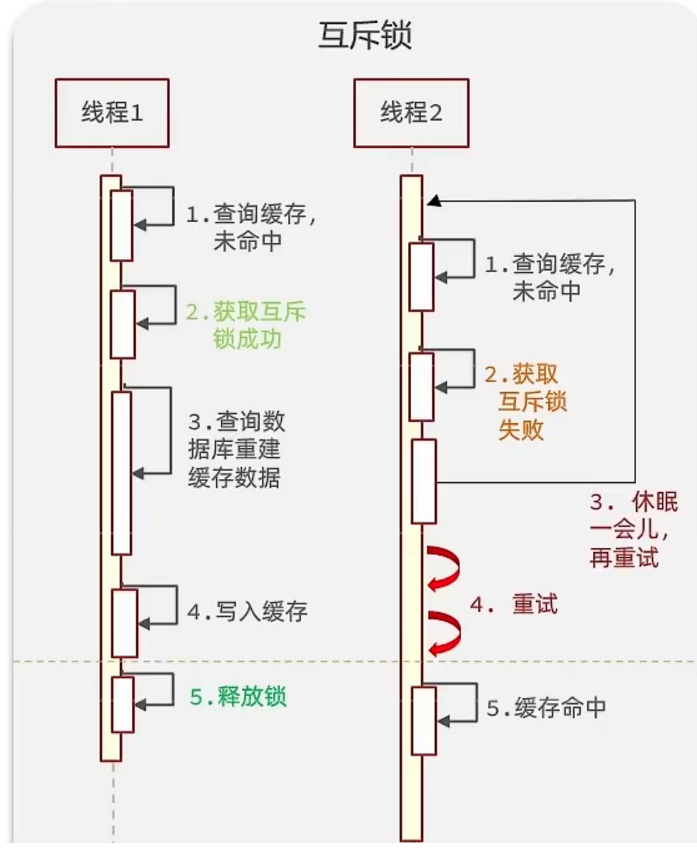 互斥锁
线程1
线程2
1.查询缓存，
未命中
2.获取互斥
锁成功
3.查询数
据库重建
缓存数据
4.写入缓存
5.释放锁
1.查询缓存，
未命中
2.获取
互斥锁
失败
3. 休眠
一会儿，
再重试
4. 重试
5.缓存命中